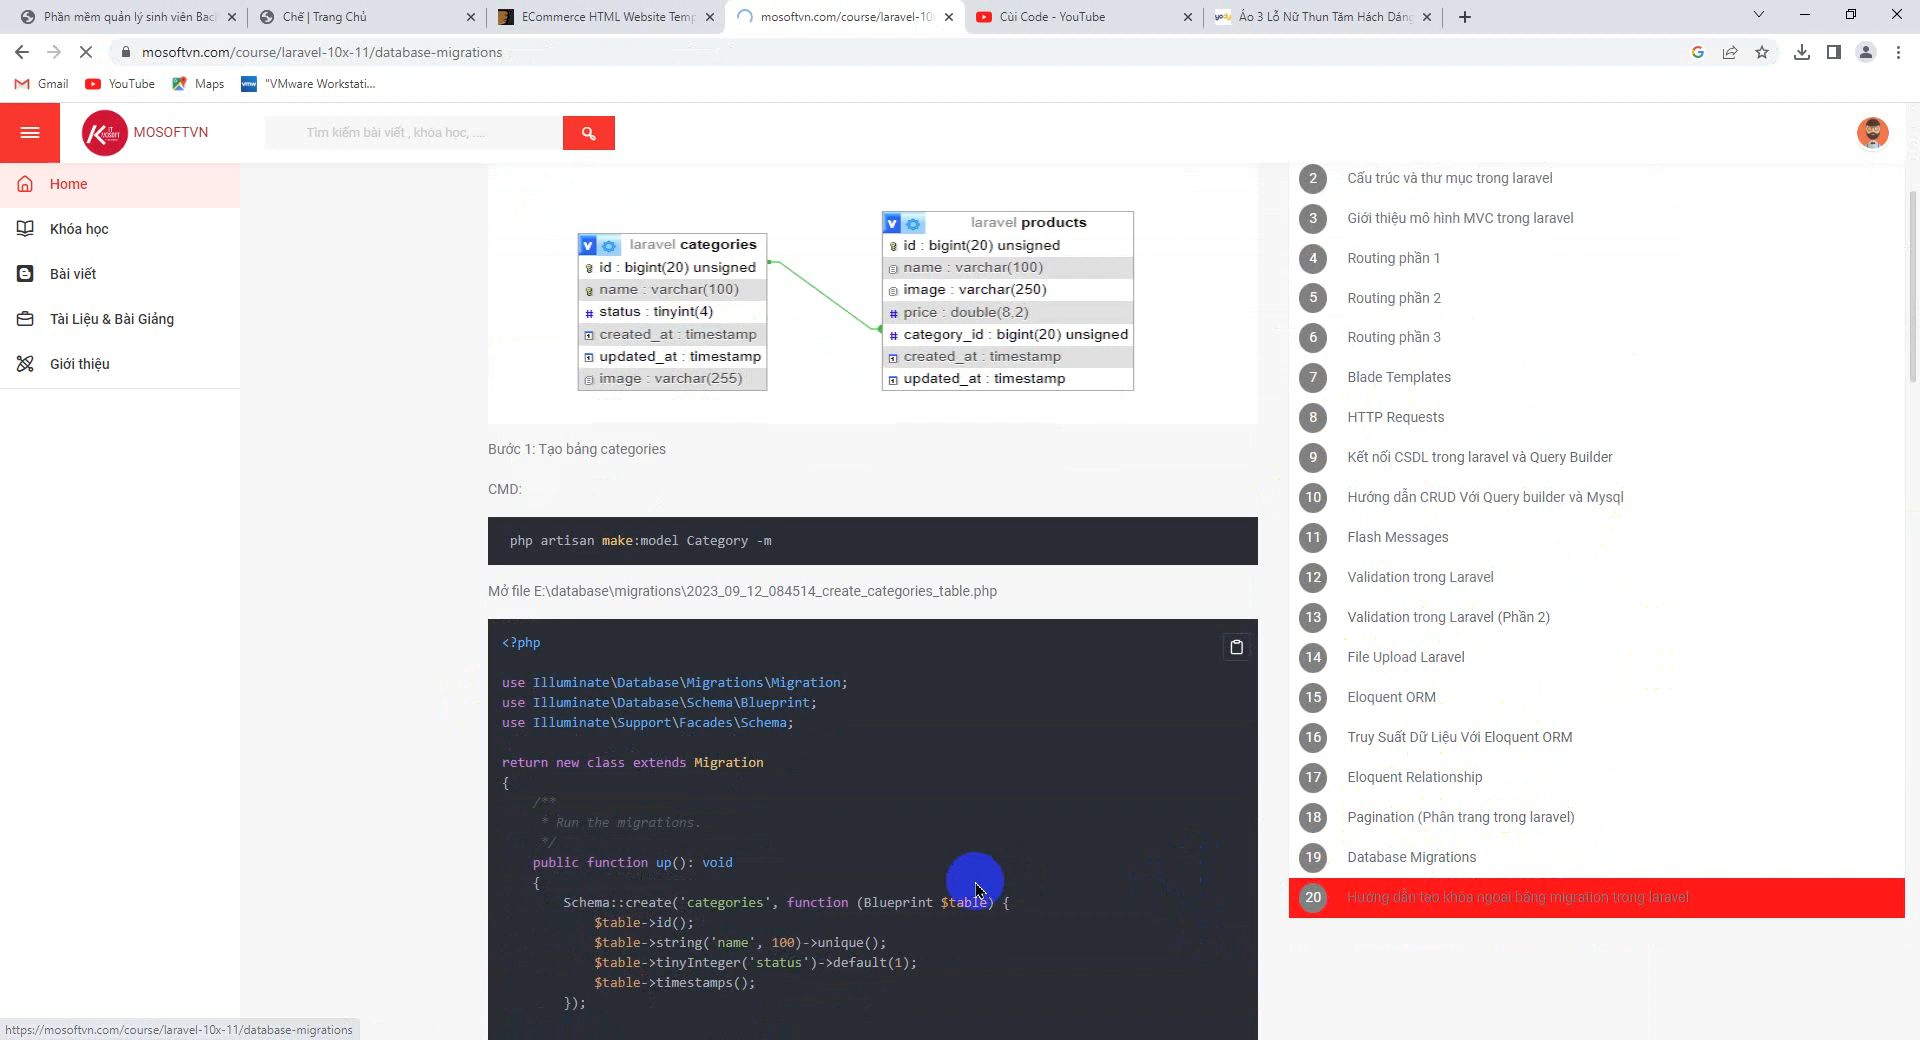 Phần mềm quản lý sinh viên Bac
Chế | Trang Chủ
ECommerce HTML Website Temp
mosoftvn.com/course/laravel-10
Cùi Code - YouTube
Áo 3 Lỗ Nữ Thun Tăm Hách Dáng
mosoftvn.com/course/laravel-10x-11/database-migrations
Gmail
YouTube
Maps
"VMware Workstati...
MOSOFTVN
Tìm kiếm bài viết , khóa học, ....
Home
Khóa học
Bài viết
Tài Liệu & Bài Giảng
Giới thiệu
laravel categories
id : bigint(20) unsigned
name : varchar(100)
status : tinyint(4)
created_at : timestamp
updated_at : timestamp
image : varchar(255)
laravel products
id : bigint(20) unsigned
name : varchar(100)
image : varchar(250)
price : double(8,2)
category_id : bigint(20) unsigned
created_at : timestamp
updated_at : timestamp
Bước 1: Tạo bảng categories
CMD:
php artisan make:model Category -m
Mở file E:\database\migrations\2023_09_12_084514_create_categories_table.php
<?php
use Illuminate\Database\Migrations\Migration;
use Illuminate\Database\Schema\Blueprint;
use Illuminate\Support\Facades\Schema;
return new class extends Migration
{
/**
* Run the migrations.
*/
public function up(): void
{
Schema::create('categories', function (Blueprint $table) {
$table->id();
$table->string('name', 100)->unique();
$table->tinyInteger('status')->default(1);
$table->timestamps();
});
2 Cấu trúc và thư mục trong laravel
3 Giới thiệu mô hình MVC trong laravel
4 Routing phần 1
5 Routing phần 2
6 Routing phần 3
7 Blade Templates
8 HTTP Requests
9 Kết nối CSDL trong laravel và Query Builder
10 Hướng dẫn CRUD Với Query builder và Mysql
11 Flash Messages
12 Validation trong Laravel
13 Validation trong Laravel (Phần 2)
14 File Upload Laravel
15 Eloquent ORM
16 Truy Suất Dữ Liệu Với Eloquent ORM
17 Eloquent Relationship
18 Pagination (Phân trang trong laravel)
19 Database Migrations
20 Hướng dẫn tạo khóa ngoại bằng migration trong laravel
https://mosoftvn.com/course/laravel-10x-11/database-migrations